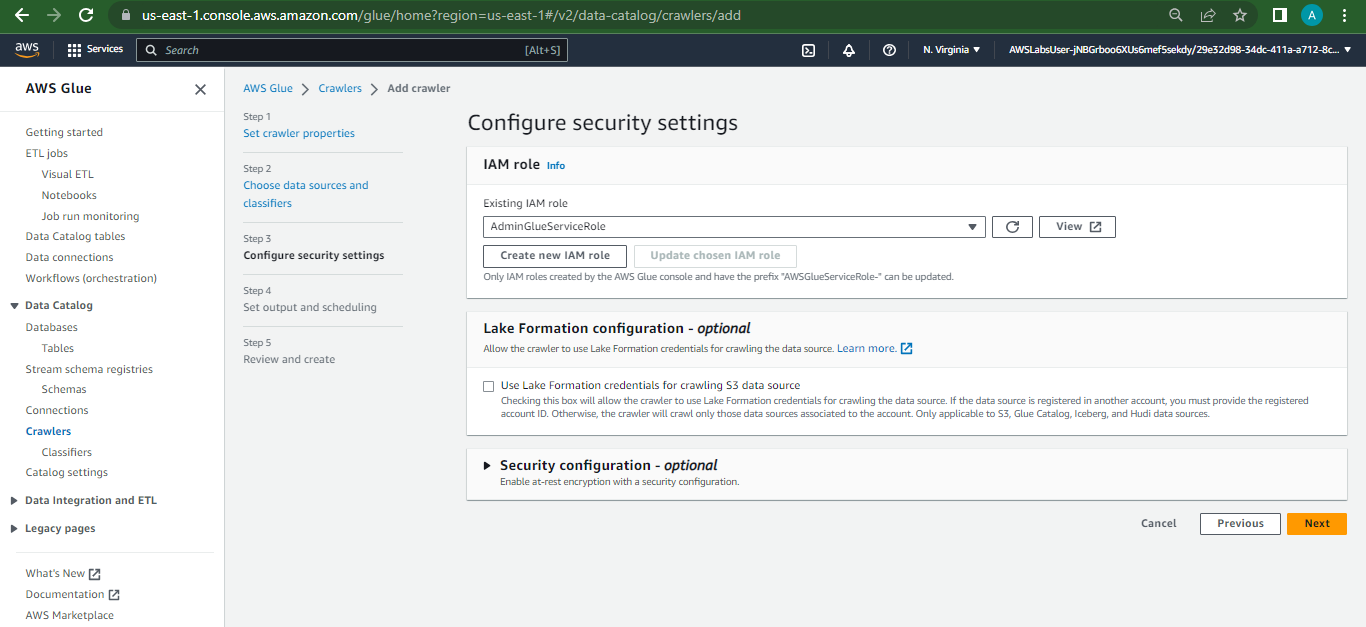 us-east-1.console.aws.amazon.com/glue/home?region=us-east-1#/v2/data-catalog/crawlers/add
A
aws
Services
Search
[Alt+S]
N. Virginia
AWSLabsUser-jNBGrboo6XUs6mef5sekdy/29e32d98-34dc-411a-a712-8c...
AWS Glue
Getting started
ETL jobs
Visual ETL
Notebooks
Job run monitoring
Data Catalog tables
Data connections
Workflows (orchestration)
Data Catalog
Databases
Tables
Stream schema registries
Schemas
Connections
Crawlers
Classifiers
Catalog settings
Data Integration and ETL
Legacy pages
What's New
Documentation
AWS Marketplace
AWS Glue
Crawlers
Add crawler
Step 1
Set crawler properties
Step 2
Choose data sources and
classifiers
Step 3
Configure security settings
Step 4
Set output and scheduling
Step 5
Review and create
Configure security settings
IAM role Info
Existing IAM role
AdminGlueServiceRole
View
Create new IAM role
Update chosen IAM role
Only IAM roles created by the AWS Glue console and have the prefix "AWSGlueServiceRole-" can be updated.
Lake Formation configuration - optional
Allow the crawler to use Lake Formation credentials for crawling the data source. Learn more.
Use Lake Formation credentials for crawling S3 data source
Checking this box will allow the crawler to use Lake Formation credentials for crawling the data source. If the data source is registered in another account, you must provide the registered
account ID. Otherwise, the crawler will crawl only those data sources associated to the account. Only applicable to S3, Glue Catalog, Iceberg, and Hudi data sources.
Security configuration - optional
Enable at-rest encryption with a security configuration.
Cancel
Previous
Next